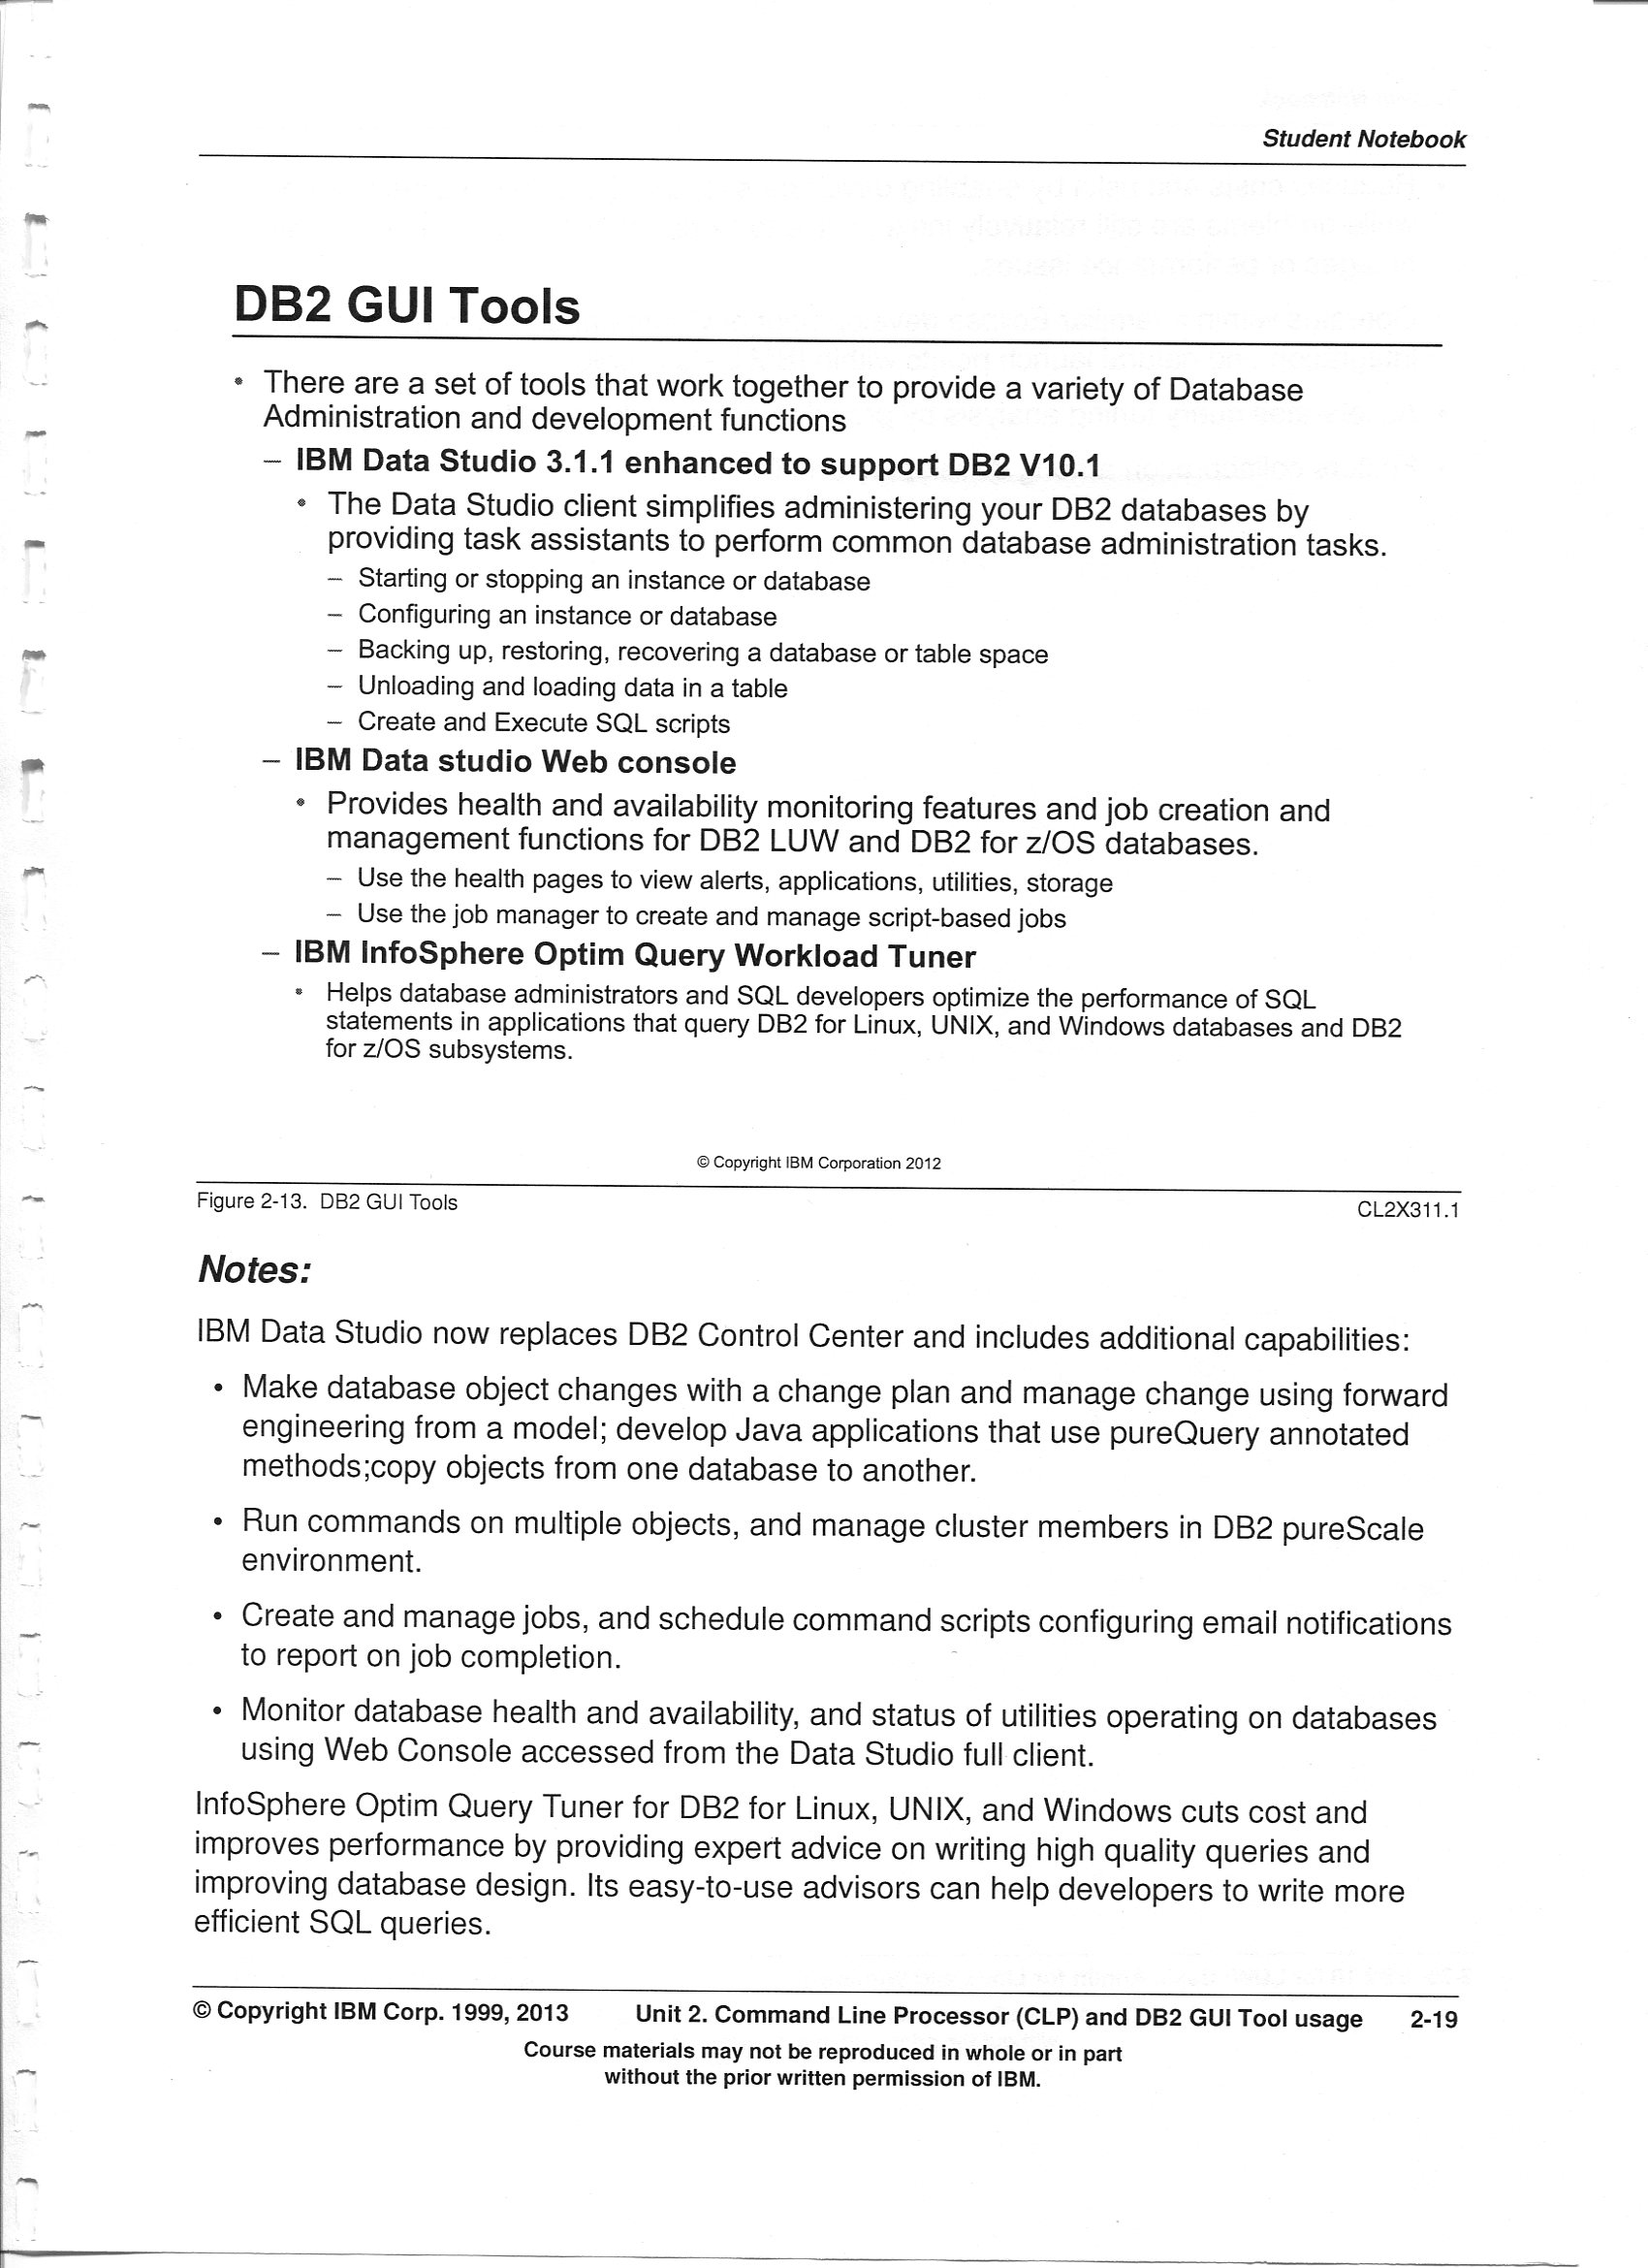 Student Notebook
DB2 GUI Tools
• There are a set of tools that work together to provide a variety of Database
Administration and development functions
– IBM Data Studio 3.1.1 enhanced to support DB2 V10.1
• The Data Studio client simplifies administering your DB2 databases by
providing task assistants to perform common database administration tasks.
– Starting or stopping an instance or database
– Configuring an instance or database
– Backing up, restoring, recovering a database or table space
– Unloading and loading data in a table
– Create and Execute SQL scripts
– IBM Data studio Web console
• Provides health and availability monitoring features and job creation and
management functions for DB2 LUW and DB2 for z/OS databases.
– Use the health pages to view alerts, applications, utilities, storage
– Use the job manager to create and manage script-based jobs
– IBM InfoSphere Optim Query Workload Tuner
• Helps database administrators and SQL developers optimize the performance of SQL
statements in applications that query DB2 for Linux, UNIX, and Windows databases and DB2
for z/OS subsystems.
© Copyright IBM Corporation 2012
Figure 2-13. DB2 GUI Tools CL2X311.1
Notes:
IBM Data Studio now replaces DB2 Control Center and includes additional capabilities:
• Make database object changes with a change plan and manage change using forward
engineering from a model; develop Java applications that use pureQuery annotated
methods;copy objects from one database to another.
• Run commands on multiple objects, and manage cluster members in DB2 pureScale
environment.
• Create and manage jobs, and schedule command scripts configuring email notifications
to report on job completion.
• Monitor database health and availability, and status of utilities operating on databases
using Web Console accessed from the Data Studio full client.
InfoSphere Optim Query Tuner for DB2 for Linux, UNIX, and Windows cuts cost and
improves performance by providing expert advice on writing high quality queries and
improving database design. Its easy-to-use advisors can help developers to write more
efficient SQL queries.
© Copyright IBM Corp. 1999, 2013 Unit 2. Command Line Processor (CLP) and DB2 GUI Tool usage 2-19
Course materials may not be reproduced in whole or in part
without the prior written permission of IBM.